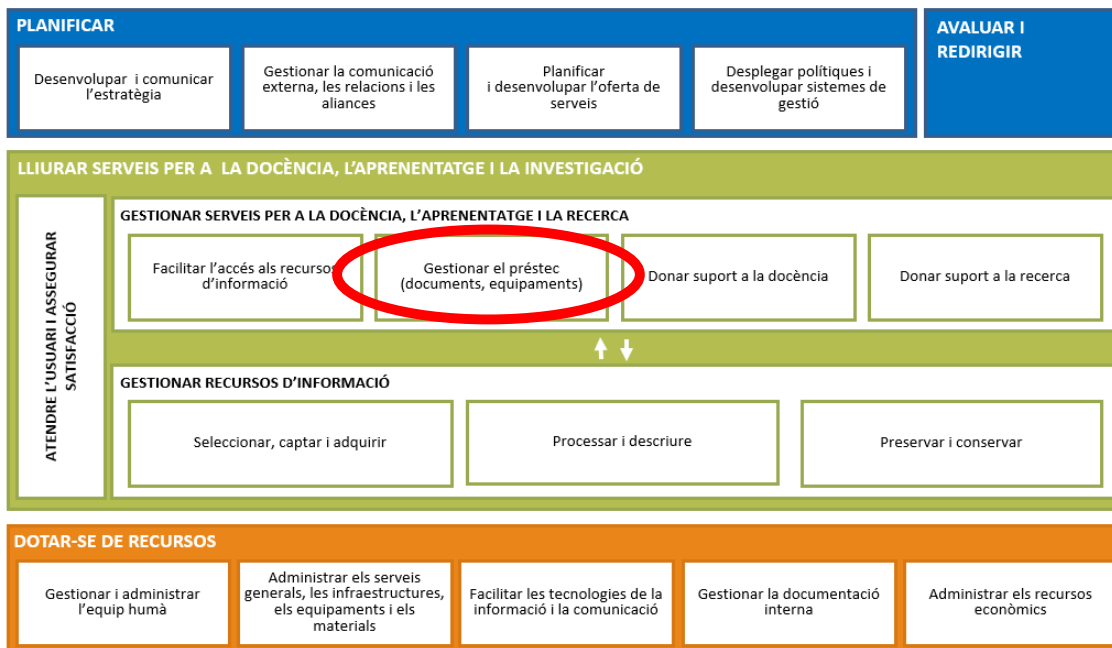 PLANIFICAR
Desenvolupar i comunicar
l'estratègia
Gestionar la comunicació
externa, les relacions i les
aliances
Planificar
i desenvolupar l'oferta de
serveis
Desplegar polítiques i
desenvolupar sistemes de
gestió
AVALUAR I
REDIRIGIR
LLIURAR SERVEIS PER A LA DOCÈNCIA, L'APRENENTATGE I LA INVESTIGACIÓ
ATENDRE L'USUARI I ASSEGURAR
SATISFACCIÓ
GESTIONAR SERVEIS PER A LA DOCÈNCIA, L'APRENENTATGE I LA RECERCA
Facilitar l'accés als recursos
d'informació
Gestionar el préstec
(documents, equipaments)
Donar suport a la docència
Donar suport a la recerca
GESTIONAR RECURSOS D'INFORMACIÓ
Seleccionar, captar i adquirir
Processar i descriure
Preservar i conservar
DOTAR-SE DE RECURSOS
Gestionar i administrar
l'equip humà
Administrar els serveis
generals, les infraestructures,
els equipaments i els
materials
Facilitar les tecnologies de la
informació i la comunicació
Gestionar la documentació
interna
Administrar els recursos
econòmics